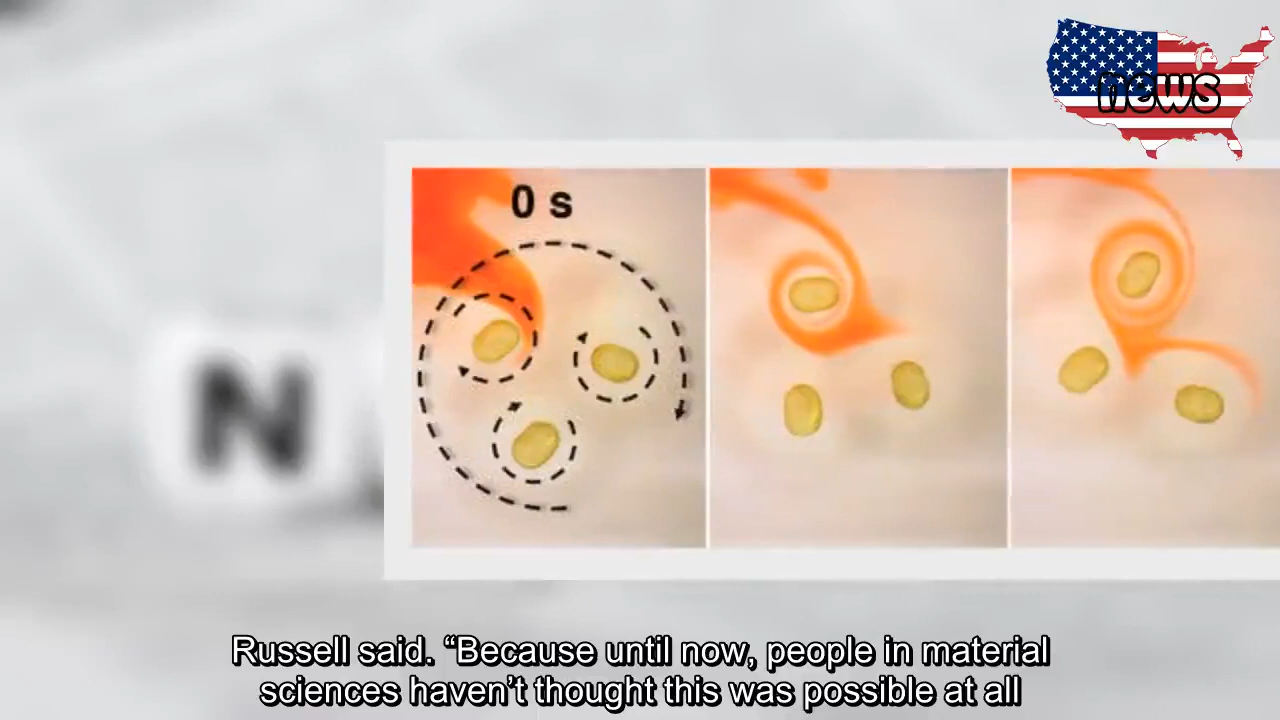 news
0 s
N
Russell said. “Because until now, people in material
sciences haven’t thought this was possible at all